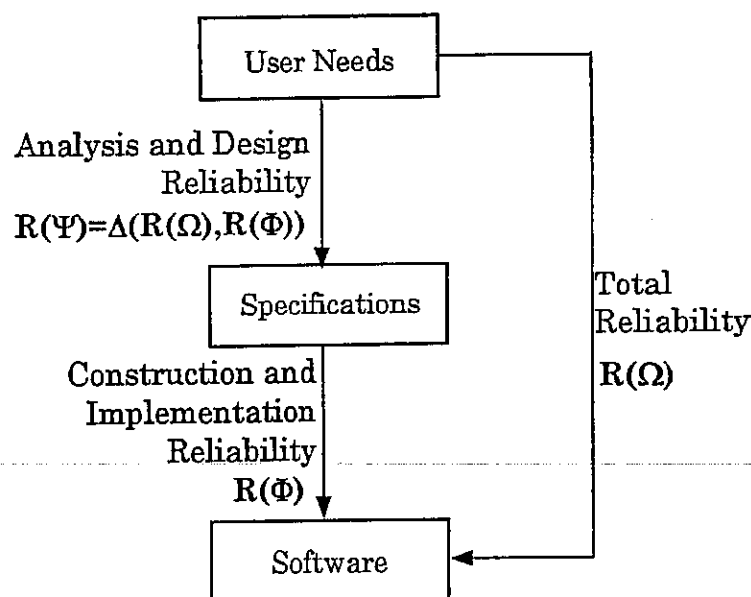 User Needs
Analysis and Design
Reliability
R(Ψ)=Δ(R(Ω),R(Φ))
Specifications
Total
Reliability
R(Ω)
Construction and
Implementation
Reliability
R(Φ)
Software